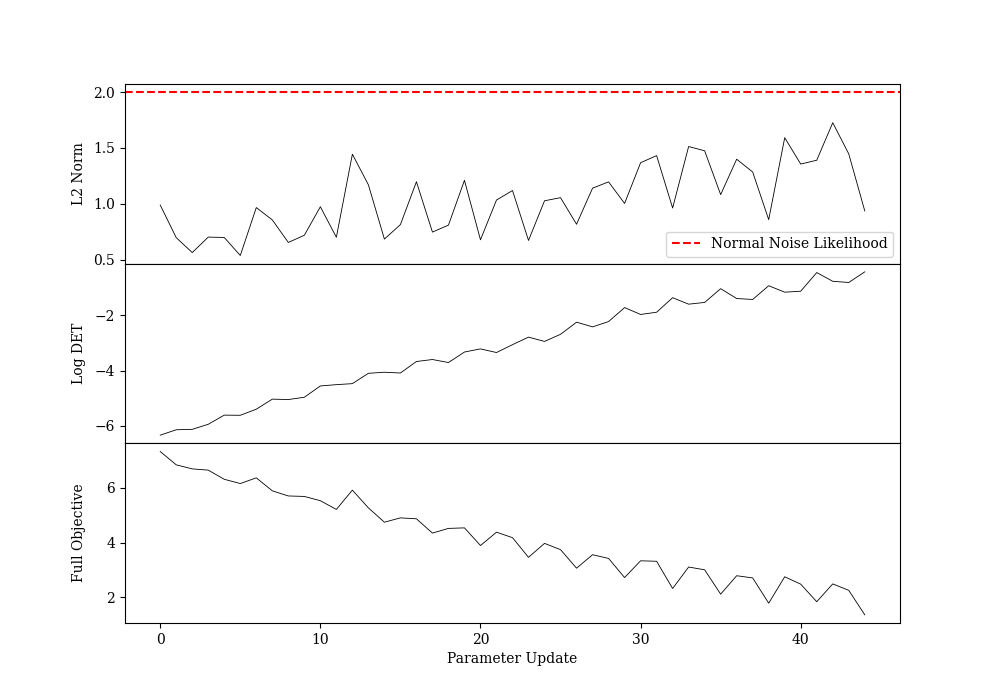 2.0
1.5
1.0
0.5
L2 Norm
Normal Noise Likelihood
−2
−4
−6
Log DET
6
4
2
Full Objective
0 10 20 30 40
Parameter Update